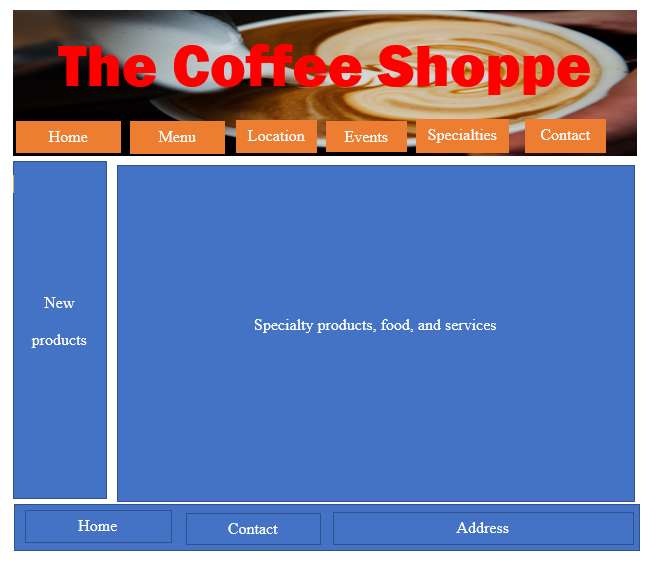 The Coffee Shoppe
Home
Menu
Location
Events
Specialties
Contact
New
products
Specialty products, food, and services
Home
Contact
Address